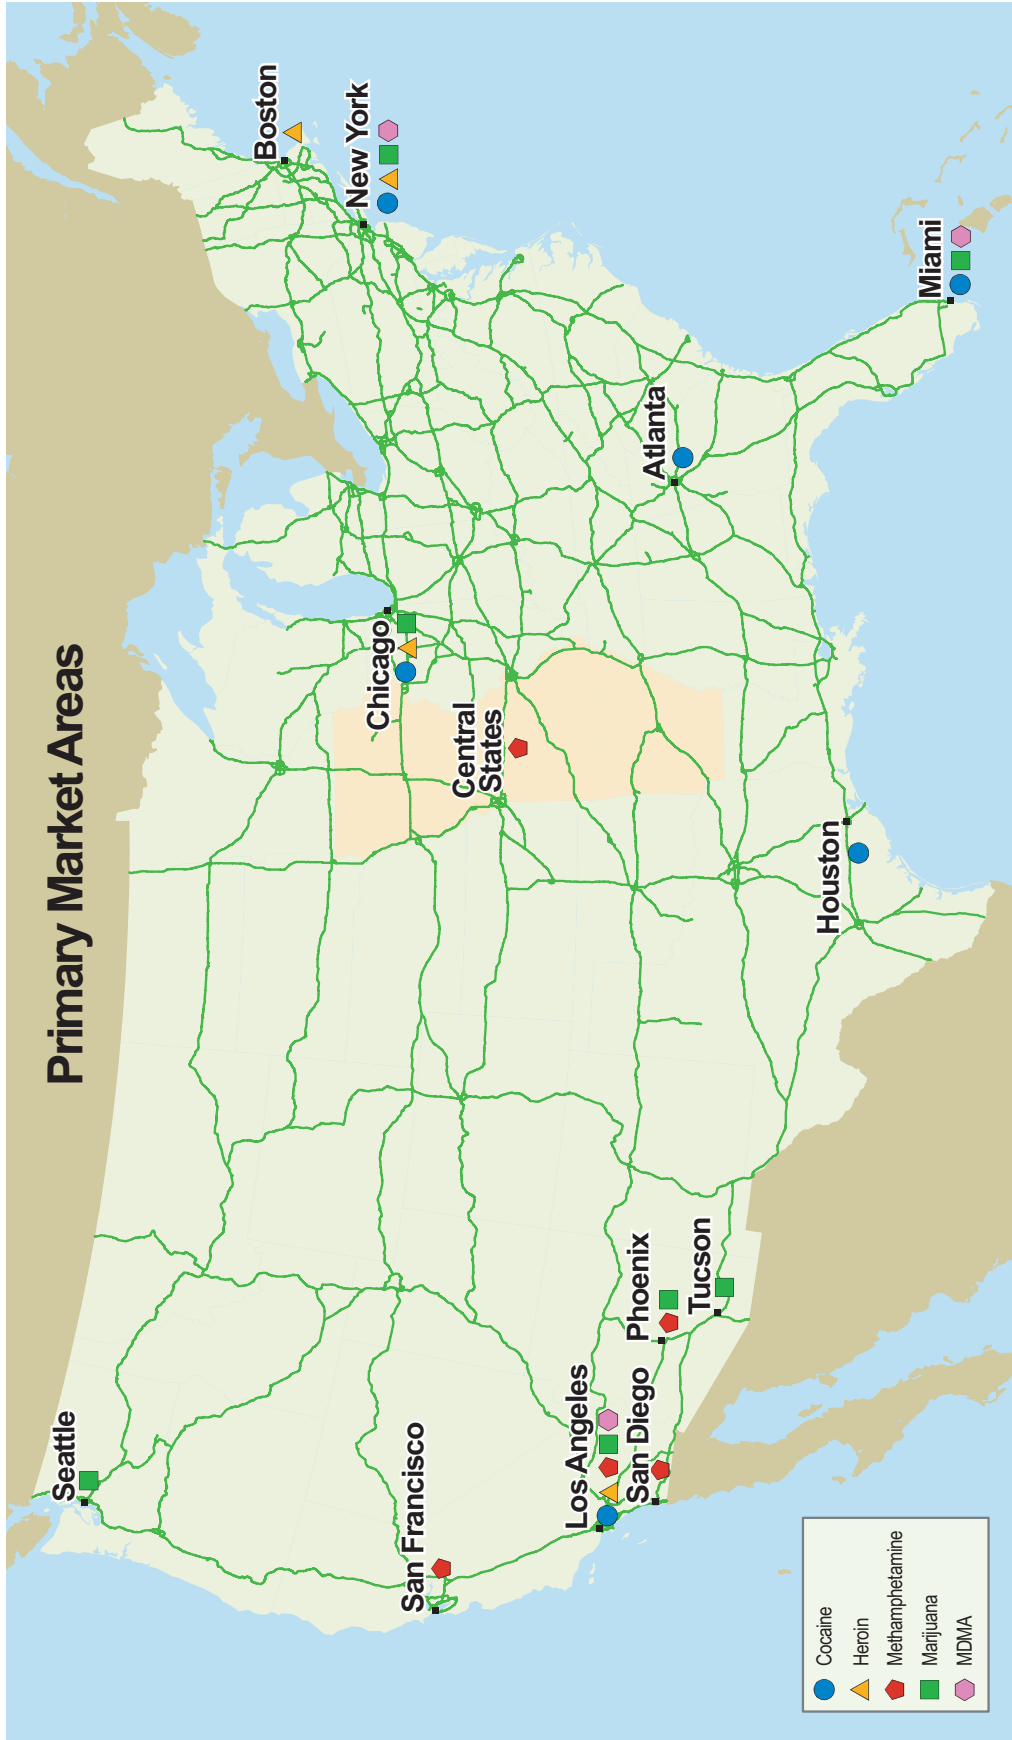 Primary Market Areas
Seattle
San Francisco
Los Angeles
San Diego
Phoenix
Tucson
Houston
Central
States
Chicago
Atlanta
Miami
New York
Boston
Cocaine
Heroin
Methamphetamine
Marijuana
MDMA